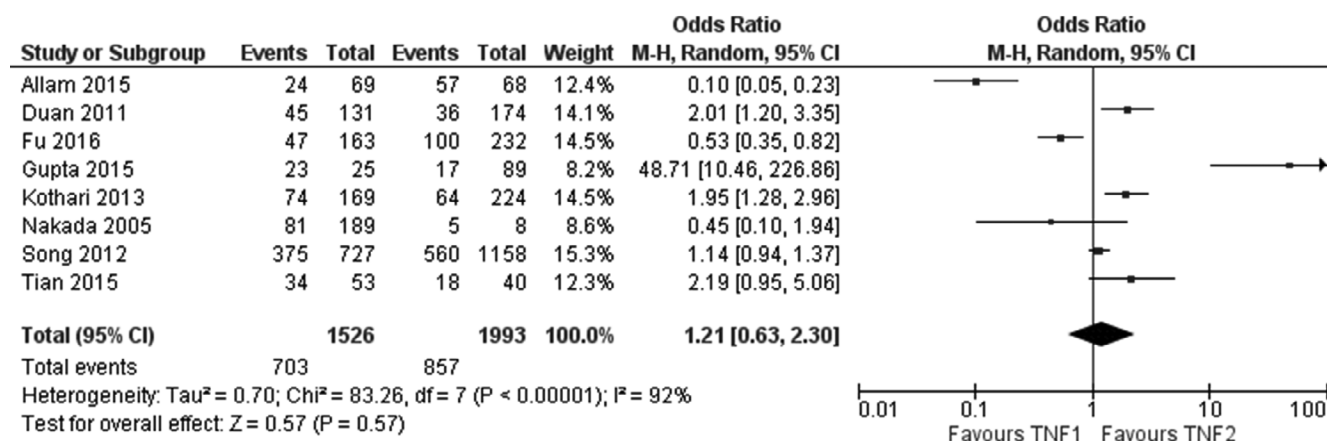 Odds Ratio Odds Ratio
Study or Subgroup Events Total Events Total Weight M-H, Random, 95% CI M-H, Random, 95% CI
Allam 2015 24 69 57 68 12.4% 0.10 [0.05, 0.23]
Duan 2011 45 131 36 174 14.1% 2.01 [1.20, 3.35]
Fu 2016 47 163 100 232 14.5% 0.53 [0.35, 0.82]
Gupta 2015 23 25 17 89 8.2% 48.71 [10.46, 226.86]
Kothari 2013 74 169 64 224 14.5% 1.95 [1.28, 2.96]
Nakada 2005 81 189 5 8 8.6% 0.45 [0.10, 1.94]
Song 2012 375 727 560 1158 15.3% 1.14 [0.94, 1.37]
Tian 2015 34 53 18 40 12.3% 2.19 [0.95, 5.06]
Total (95% CI) 1526 1993 100.0% 1.21 [0.63, 2.30]
Total events 703 857
Heterogeneity: Tau² = 0.70; Chi² = 83.26, df = 7 (P < 0.00001); I² = 92%
Test for overall effect: Z = 0.57 (P = 0.57)
0.01 0.1 1 10 100
Favours TNF1 Favours TNF2